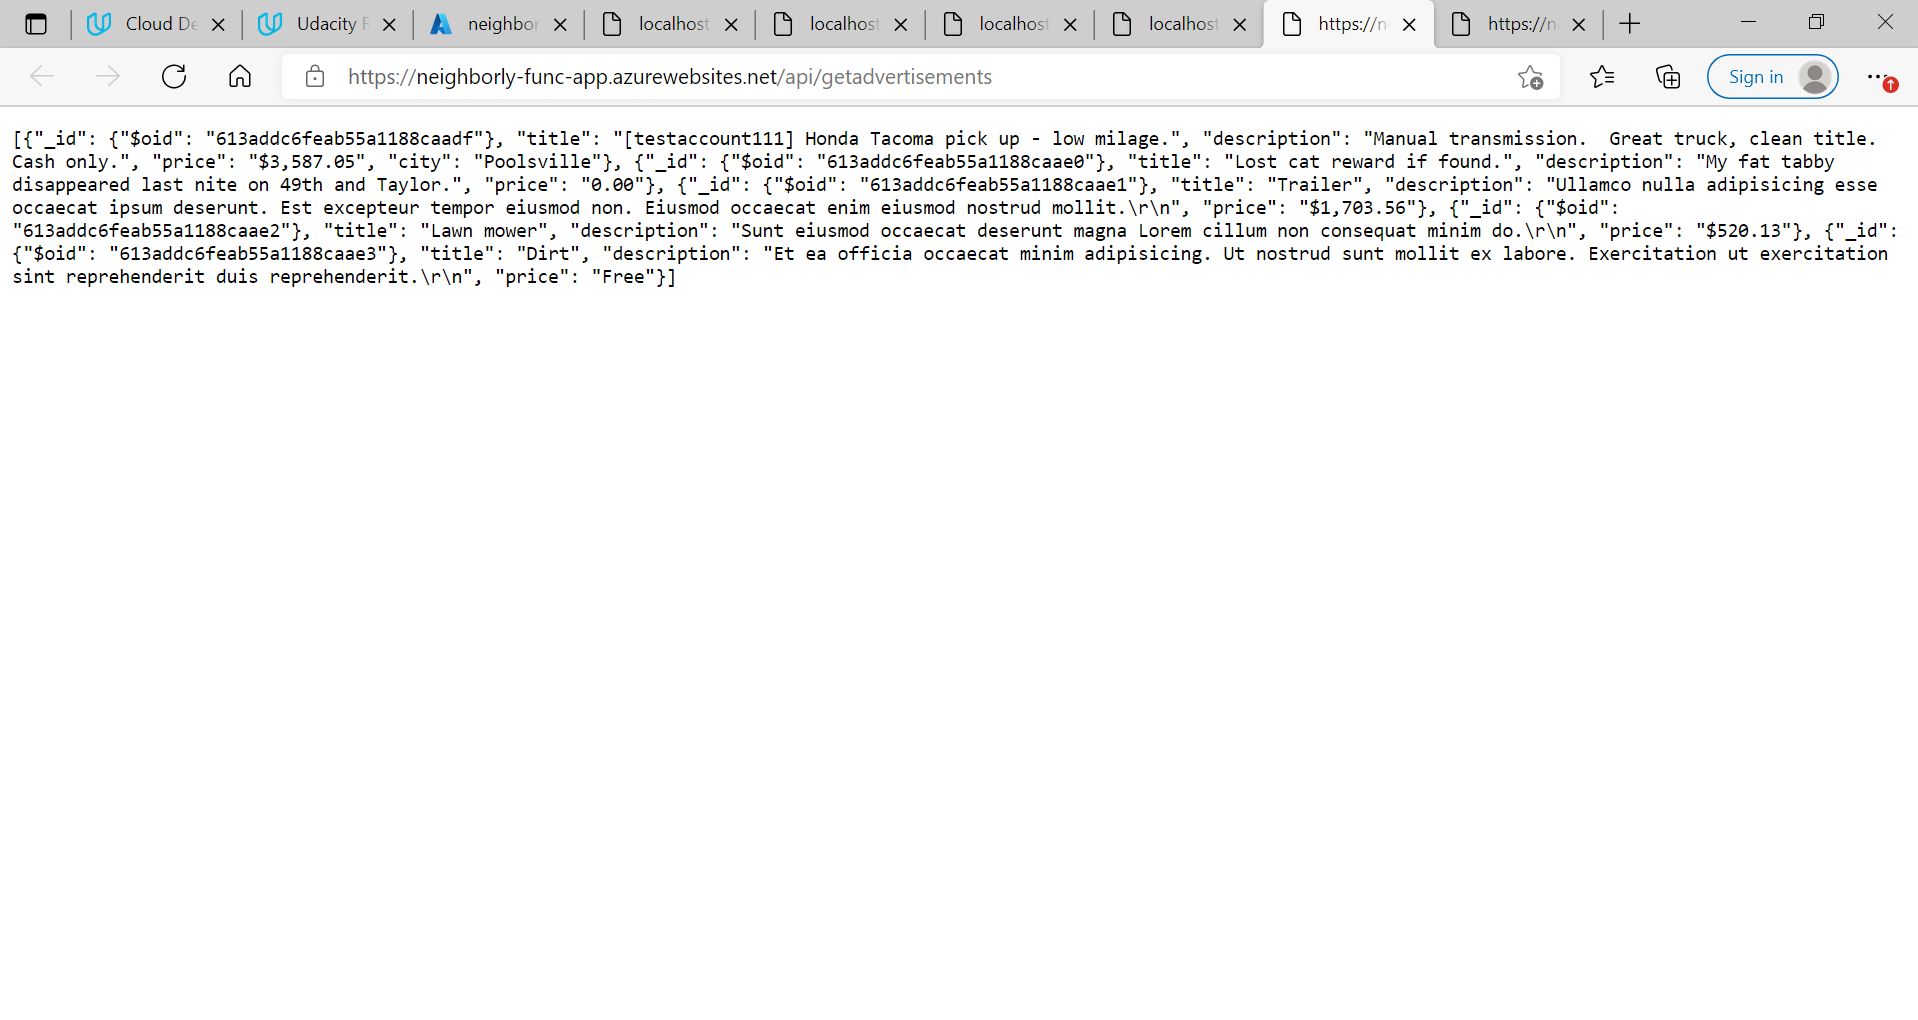 Cloud De
Udacity R
neighbor
localhost
localhost
localhost
localhost
https://n
https://n
https://neighborly-func-app.azurewebsites.net/api/getadvertisements
Sign in
[{"_id": {"$oid": "613addc6feab55a1188caadf"}, "title": "[testaccount111] Honda Tacoma pick up - low milage.", "description": "Manual transmission.  Great truck, clean title.
Cash only.", "price": "$3,587.05", "city": "Poolsville"}, {"_id": {"$oid": "613addc6feab55a1188caae0"}, "title": "Lost cat reward if found.", "description": "My fat tabby
disappeared last nite on 49th and Taylor.", "price": "0.00"}, {"_id": {"$oid": "613addc6feab55a1188caae1"}, "title": "Trailer", "description": "Ullamco nulla adipisicing esse
occaecat ipsum deserunt. Est excepteur tempor eiusmod non. Eiusmod occaecat enim eiusmod nostrud mollit.\r\n", "price": "$1,703.56"}, {"_id": {"$oid":
"613addc6feab55a1188caae2"}, "title": "Lawn mower", "description": "Sunt eiusmod occaecat deserunt magna Lorem cillum non consequat minim do.\r\n", "price": "$520.13"}, {"_id":
{"$oid": "613addc6feab55a1188caae3"}, "title": "Dirt", "description": "Et ea officia occaecat minim adipisicing. Ut nostrud sunt mollit ex labore. Exercitation ut exercitation
sint reprehenderit duis reprehenderit.\r\n", "price": "Free"}]